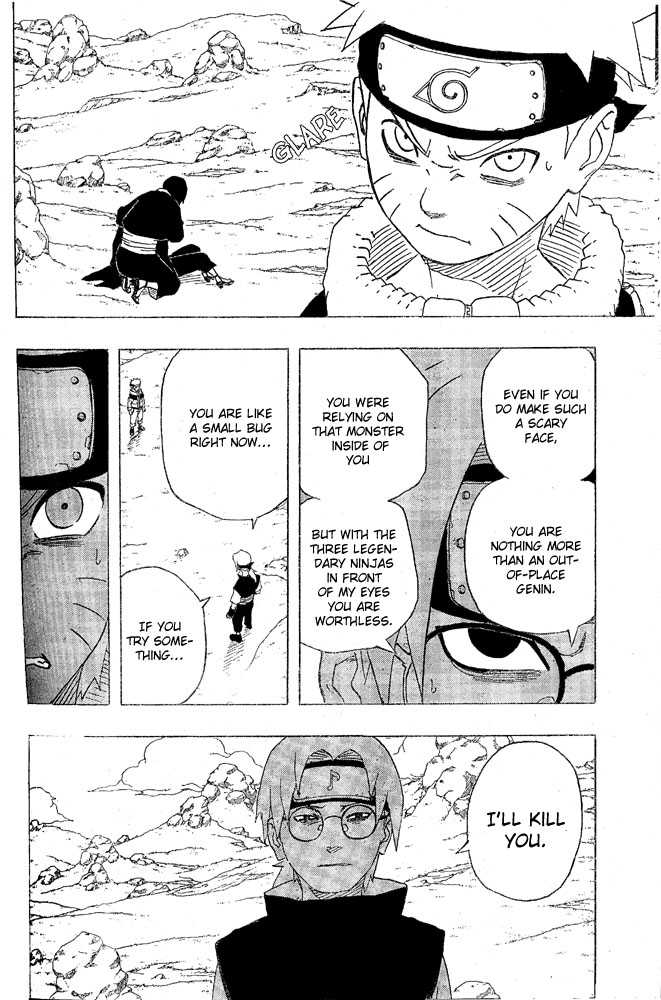 GLARE
EVEN IF YOU
DO MAKE SUCH
A SCARY
FACE,
YOU ARE
NOTHING MORE
THAN AN OUT-
OF-PLACE
GENIN.
YOU WERE
RELYING ON
THAT MONSTER
INSIDE OF
YOU
BUT WITH THE
THREE LEGEN-
DARY NINJAS
IN FRONT
OF MY EYES
YOU ARE
WORTHLESS.
YOU ARE LIKE
A SMALL BUG
RIGHT NOW...
IF YOU
TRY SOME-
THING...
I'LL KILL
YOU.